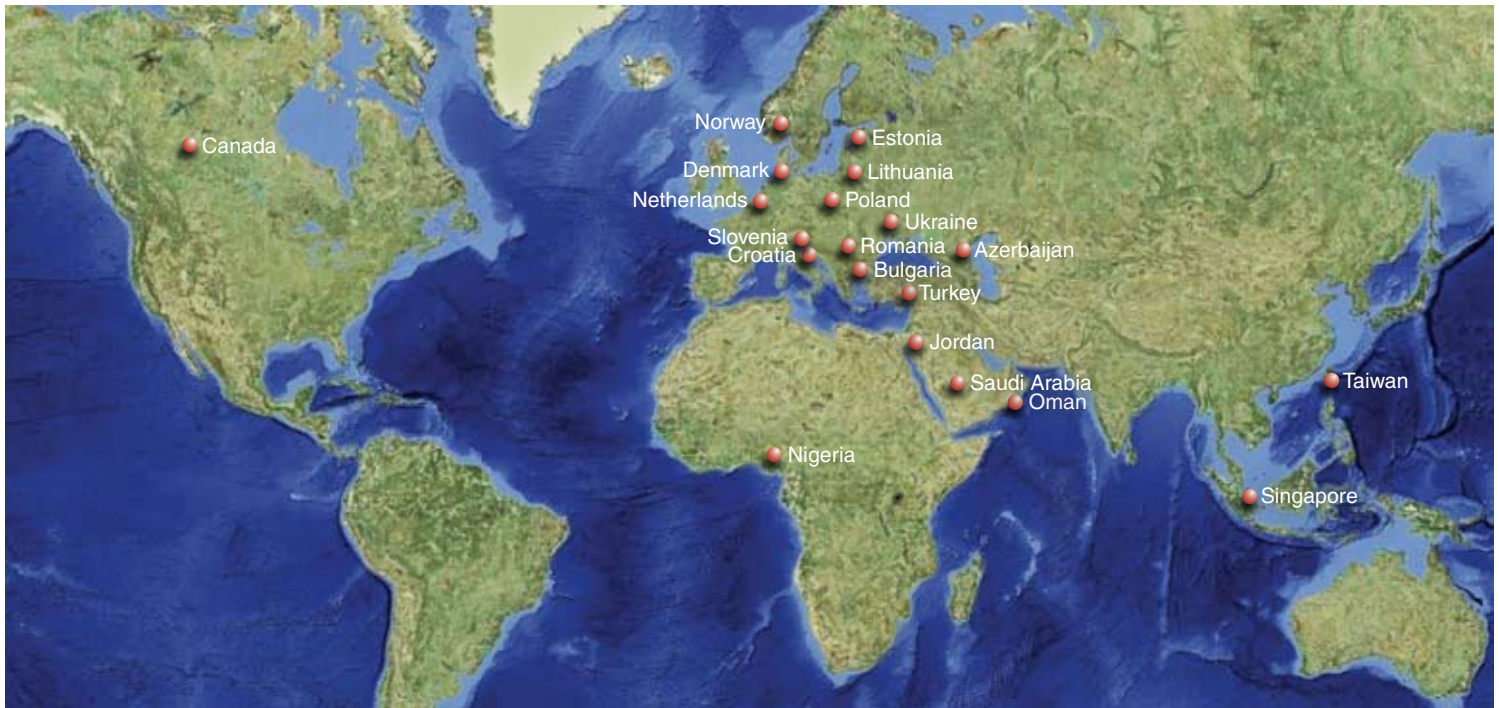 Norway
Estonia
Canada
Denmark
Lithuania
Netherlands
Poland
Ukraine
Slovenia
Romania
Azerbaijan
Croatia
Bulgaria
Turkey
Jordan
Saudi Arabia
Taiwan
Oman
Nigeria
Singapore